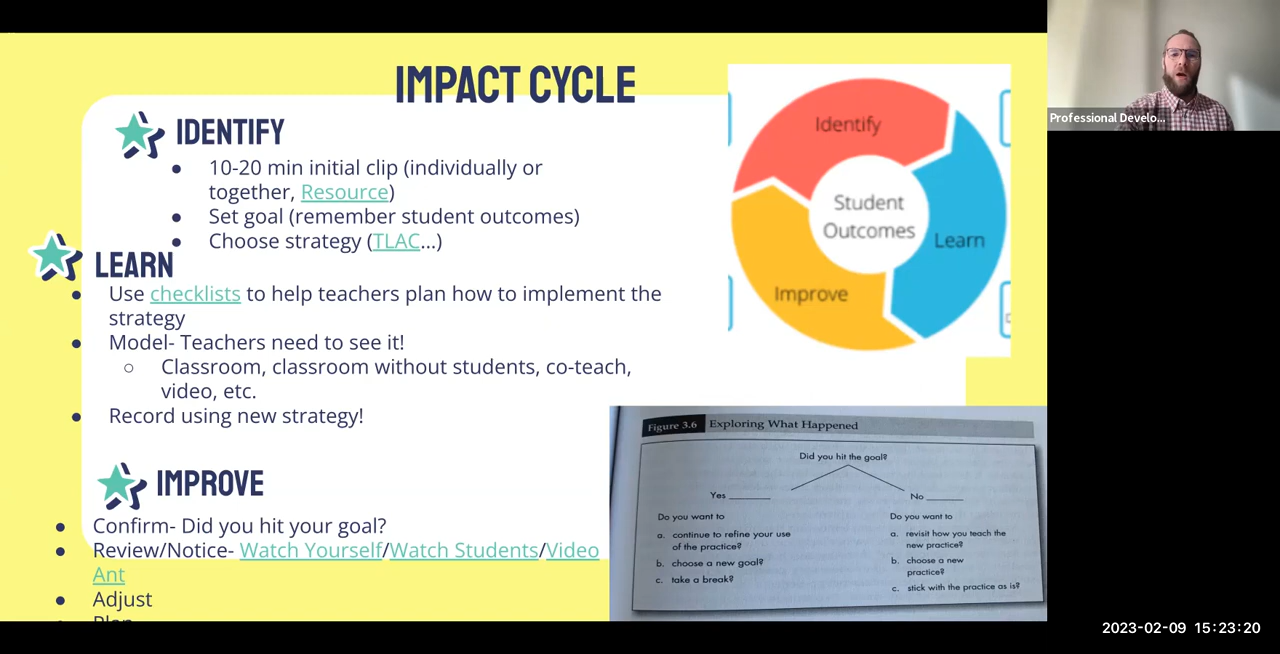 IMPACT CYCLE
IDENTIFY
● 10-20 min initial clip (individually or
together, Resource)
● Set goal (remember student outcomes)
● Choose strategy (TLAC...)
LEARN
● Use checklists to help teachers plan how to implement the
strategy
● Model- Teachers need to see it!
○ Classroom, classroom without students, co-teach,
video, etc.
● Record using new strategy!
IMPROVE
● Confirm- Did you hit your goal?
● Review/Notice- Watch Yourself/Watch Students/Video
Ant
● Adjust
● Plan
Identify
Student
Outcomes
Learn
Improve
Figure 3.6 Exploring What Happened
Did you hit the goal?
Yes ______ No ______
Do you want to
a. continue to refine your use
of the practice?
b. choose a new goal?
c. take a break?
Do you want to
a. revisit how you teach the
new practice?
b. choose a new
practice?
c. stick with the practice as is?
Professional Develo...
2023-02-09 15:23:20